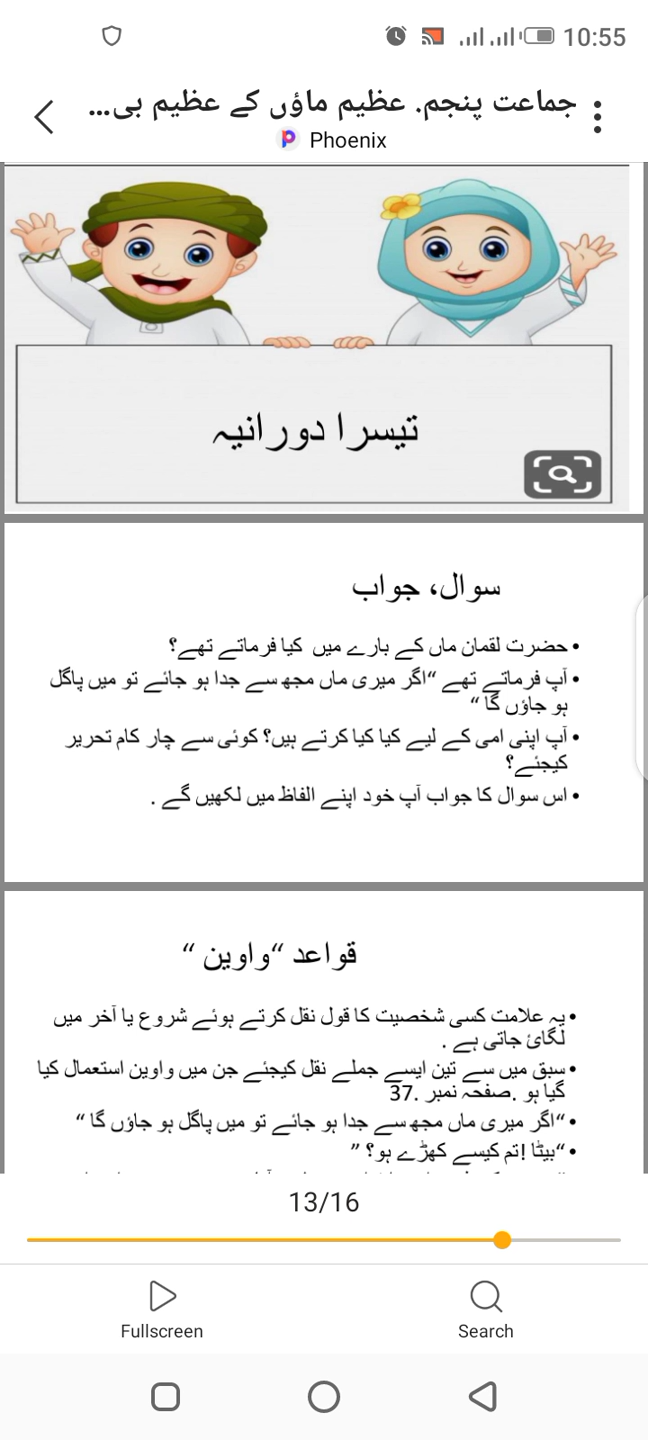 10:55
جماعت پنجم. عظیم ماؤں کے عظیم بی...
Phoenix
تیسرا دورانیہ
سوال، جواب
•حضرت لقمان ماں کے بارے میں کیا فرماتے تھے؟
•آپ فرماتے تھے “اگر میری ماں مجھ سے جدا ہو جائے تو میں پاگل
ہو جاؤں گا “
•آپ اپنی امی کے لیے کیا کیا کرتے ہیں؟ کوئی سے چار کام تحریر
کیجئے؟
•اس سوال کا جواب آپ خود اپنے الفاظ میں لکھیں گے .
قواعد “واوین “
•یہ علامت کسی شخصیت کا قول نقل کرتے ہوئے شروع یا آخر میں
لگائ جاتی ہے .
•سبق میں سے تین ایسے جملے نقل کیجئے جن میں واوین استعمال کیا
گیا ہو .صفحہ نمبر .37
•“اگر میری ماں مجھ سے جدا ہو جائے تو میں پاگل ہو جاؤں گا “
•“بیٹا !تم کیسے کھڑے ہو؟ ”
13/16
Fullscreen
Search